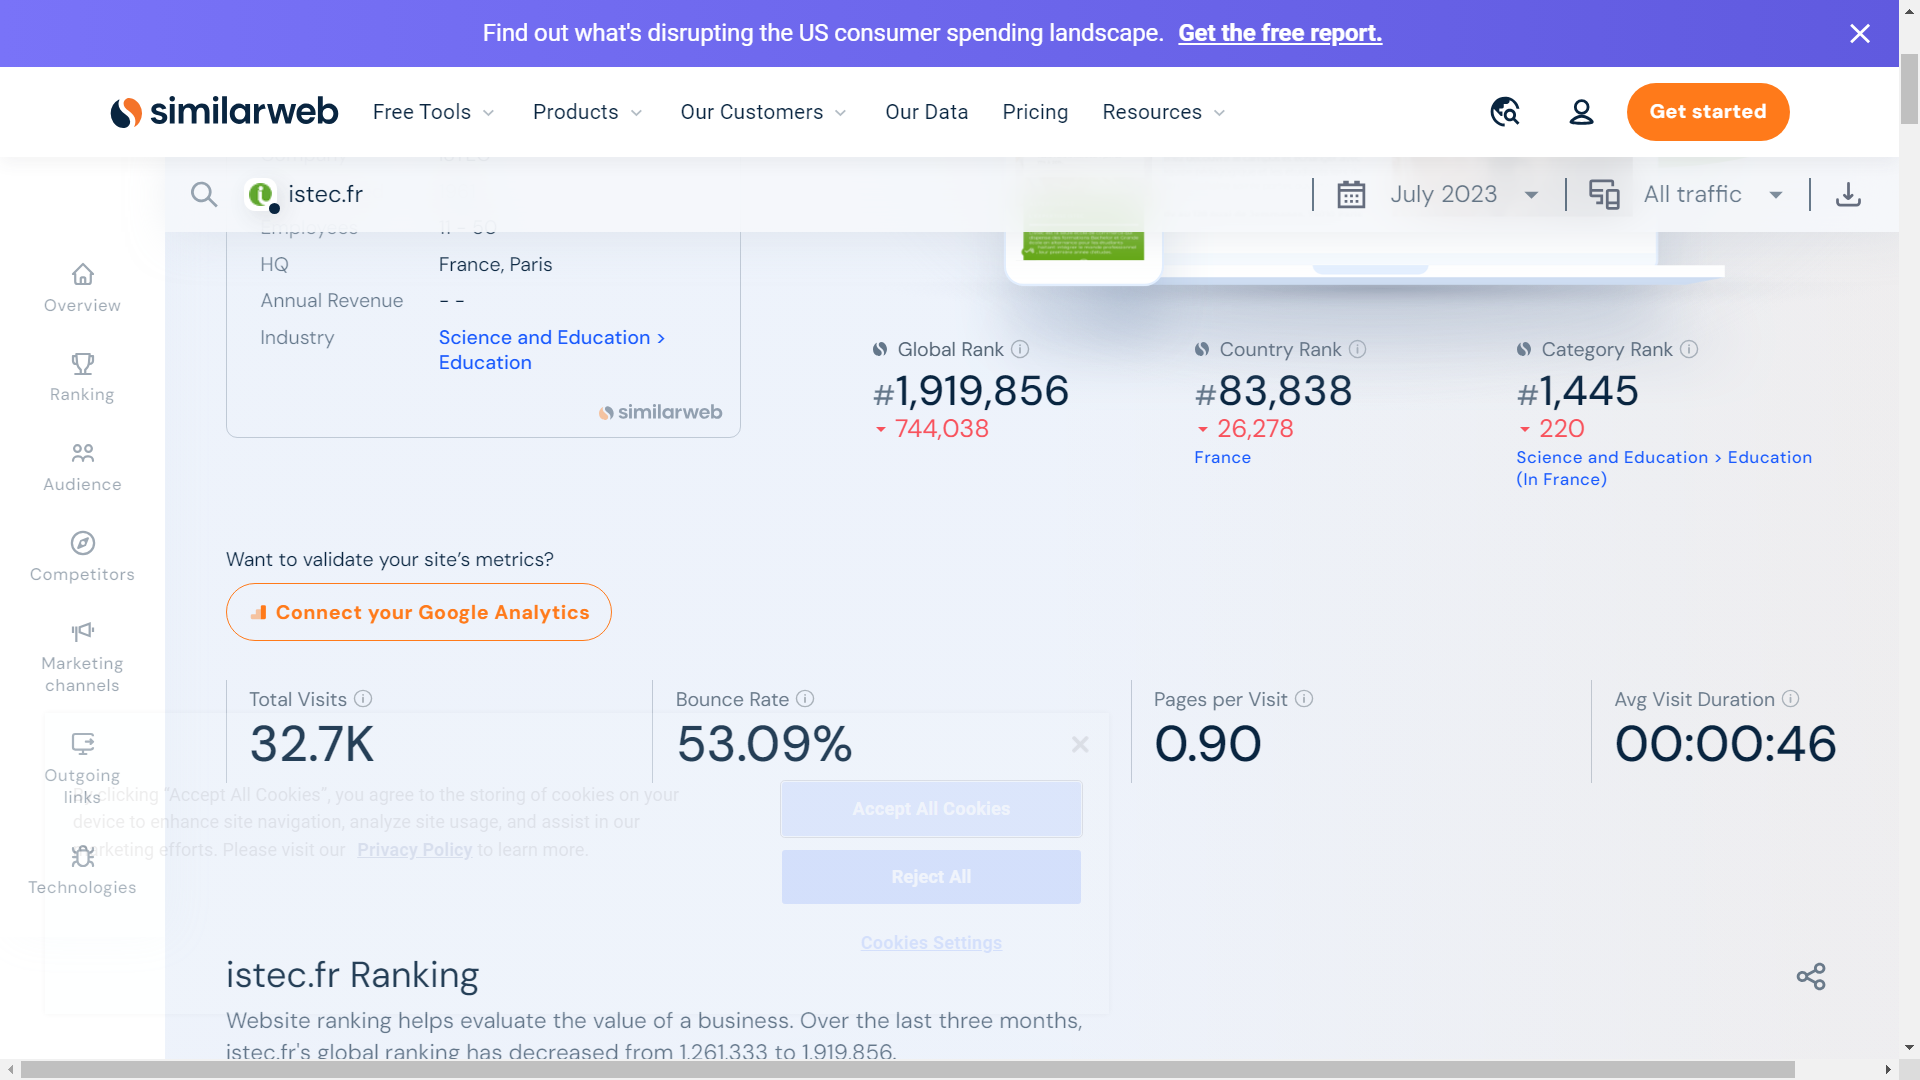 Find out what's disrupting the US consumer spending landscape. Get the free report.
similarweb Free Tools Products Our Customers Our Data Pricing Resources Get started
istec.fr July 2023 All traffic
Employees 11 - 50
HQ France, Paris
Annual Revenue - -
Industry Science and Education >
Education
similarweb
Overview
Ranking
Audience
Competitors
Marketing
channels
Outgoing
links
Technologies
Global Rank
#1,919,856
744,038
Country Rank
#83,838
26,278
France
Category Rank
#1,445
220
Science and Education > Education
(In France)
Want to validate your site's metrics?
Connect your Google Analytics
Total Visits
32.7K
Bounce Rate
53.09%
Pages per Visit
0.90
Avg Visit Duration
00:00:46
clicking "Accept All Cookies", you agree to the storing of cookies on your
device to enhance site navigation, analyze site usage, and assist in our
marketing efforts. Please visit our Privacy Policy to learn more.
Accept All Cookies
Reject All
Cookies Settings
istec.fr Ranking
Website ranking helps evaluate the value of a business. Over the last three months,
istec.fr's global ranking has decreased from 1,261,333 to 1,919,856.